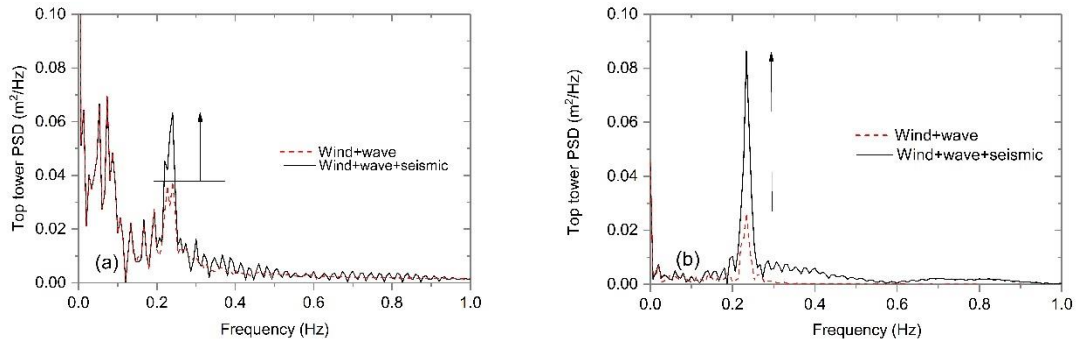 0.10
0.08
0.06
0.04
0.02
0.00
Top tower PSD (m²/Hz)
Wind+wave
Wind+wave+seismic
(a)
0.0 0.2 0.4 0.6 0.8 1.0
Frequency (Hz)
0.10
0.08
0.06
0.04
0.02
0.00
Top tower PSD (m²/Hz)
Wind+wave
Wind+wave+seismic
(b)
0.0 0.2 0.4 0.6 0.8 1.0
Frequency (Hz)